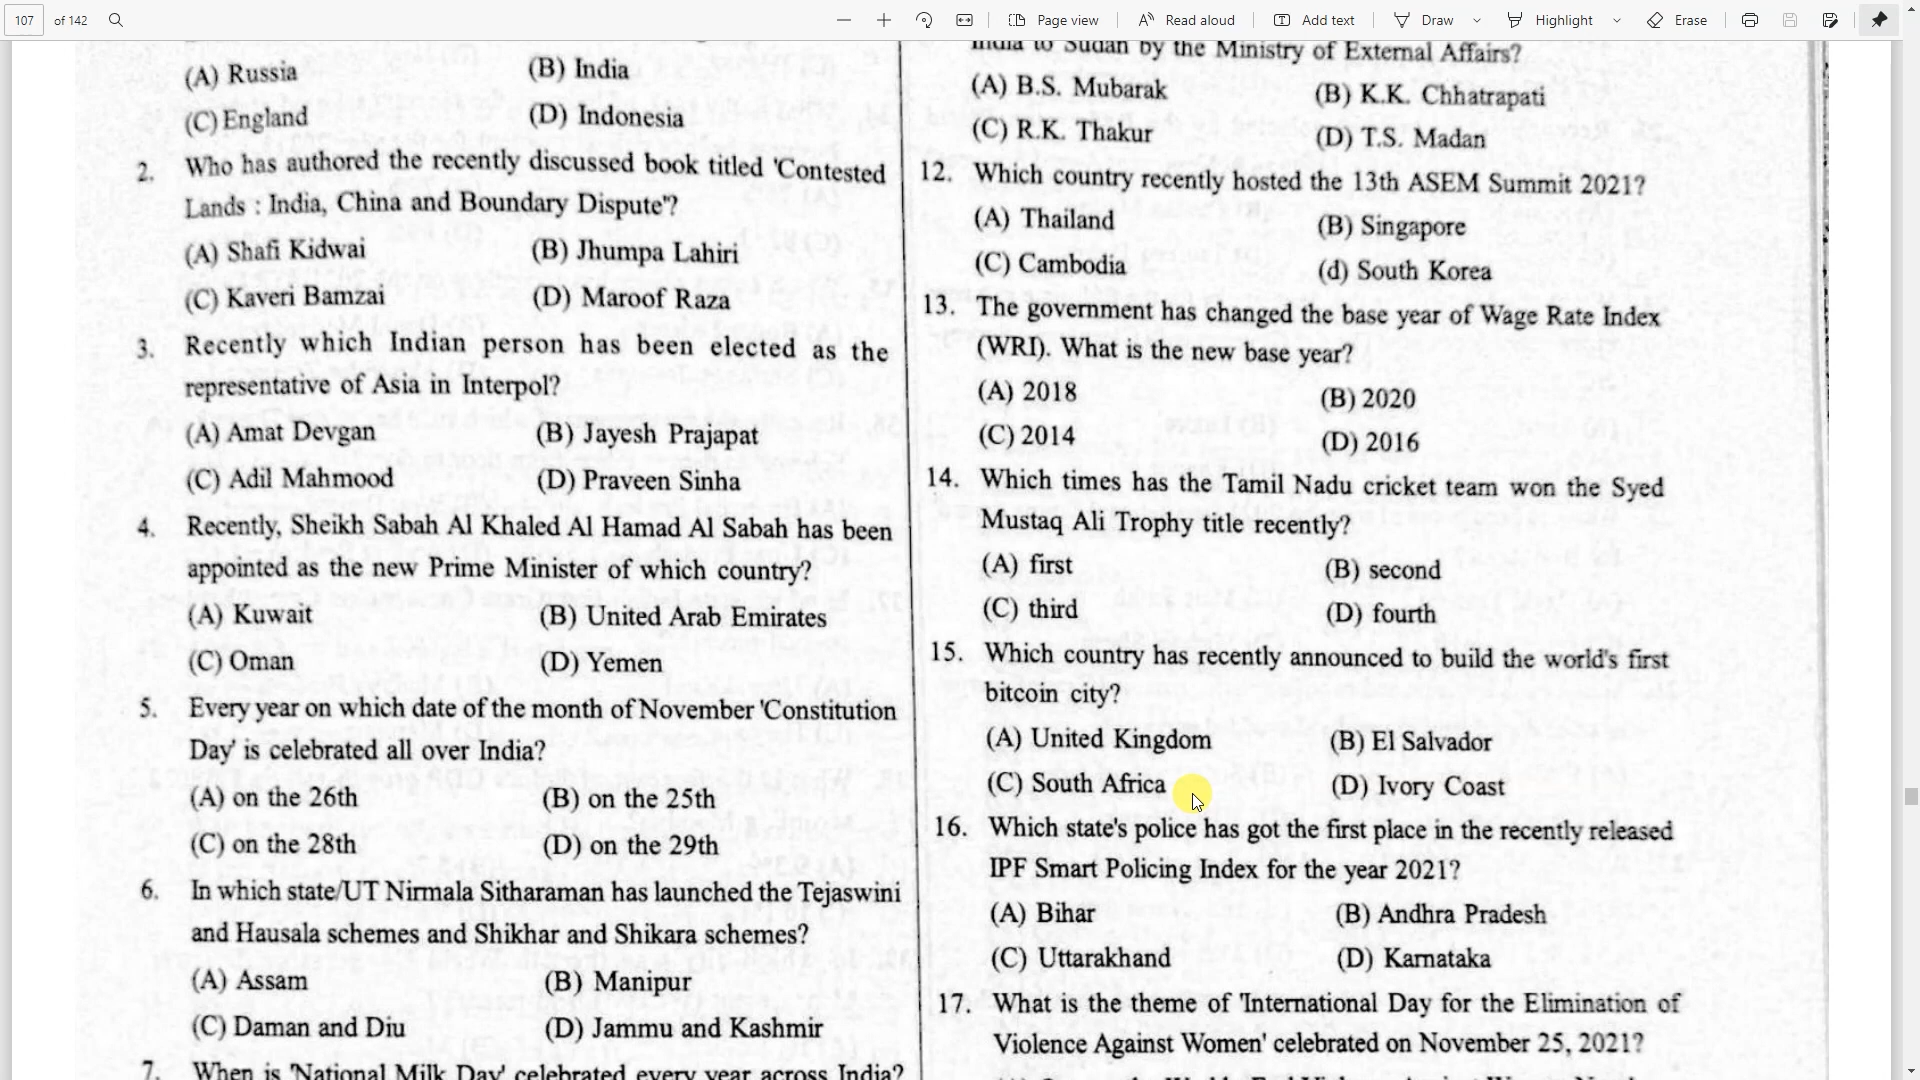 107 of 142 Page view Read aloud Add text Draw Highlight Erase
(A) Russia (B) India
(C) England (D) Indonesia
2. Who has authored the recently discussed book titled 'Contested
Lands : India, China and Boundary Dispute'?
(A) Shafi Kidwai (B) Jhumpa Lahiri
(C) Kaveri Bamzai (D) Maroof Raza
3. Recently which Indian person has been elected as the
representative of Asia in Interpol?
(A) Amat Devgan (B) Jayesh Prajapat
(C) Adil Mahmood (D) Praveen Sinha
4. Recently, Sheikh Sabah Al Khaled Al Hamad Al Sabah has been
appointed as the new Prime Minister of which country?
(A) Kuwait (B) United Arab Emirates
(C) Oman (D) Yemen
5. Every year on which date of the month of November 'Constitution
Day' is celebrated all over India?
(A) on the 26th (B) on the 25th
(C) on the 28th (D) on the 29th
6. In which state/UT Nirmala Sitharaman has launched the Tejaswini
and Hausala schemes and Shikhar and Shikara schemes?
(A) Assam (B) Manipur
(C) Daman and Diu (D) Jammu and Kashmir
7. When is 'National Milk Day' celebrated every year across India?
India to Sudan by the Ministry of External Affairs?
(A) B.S. Mubarak (B) K.K. Chhatrapati
(C) R.K. Thakur (D) T.S. Madan
12. Which country recently hosted the 13th ASEM Summit 2021?
(A) Thailand (B) Singapore
(C) Cambodia (d) South Korea
13. The government has changed the base year of Wage Rate Index
(WRI). What is the new base year?
(A) 2018 (B) 2020
(C) 2014 (D) 2016
14. Which times has the Tamil Nadu cricket team won the Syed
Mustaq Ali Trophy title recently?
(A) first (B) second
(C) third (D) fourth
15. Which country has recently announced to build the world's first
bitcoin city?
(A) United Kingdom (B) El Salvador
(C) South Africa (D) Ivory Coast
16. Which state's police has got the first place in the recently released
IPF Smart Policing Index for the year 2021?
(A) Bihar (B) Andhra Pradesh
(C) Uttarakhand (D) Karnataka
17. What is the theme of 'International Day for the Elimination of
Violence Against Women' celebrated on November 25, 2021?